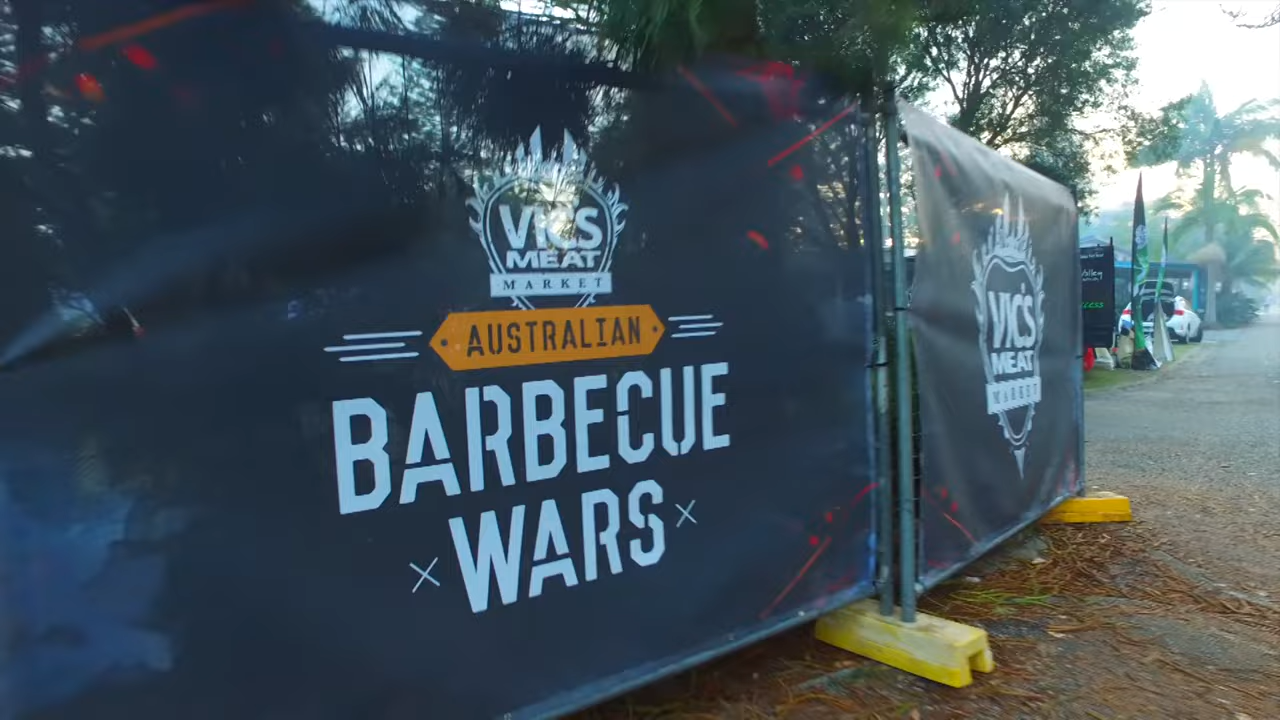 VIC'S
MEAT
MARKET
AUSTRALIAN
BARBECUE
WARS
VIC'S
MEAT
MARKET